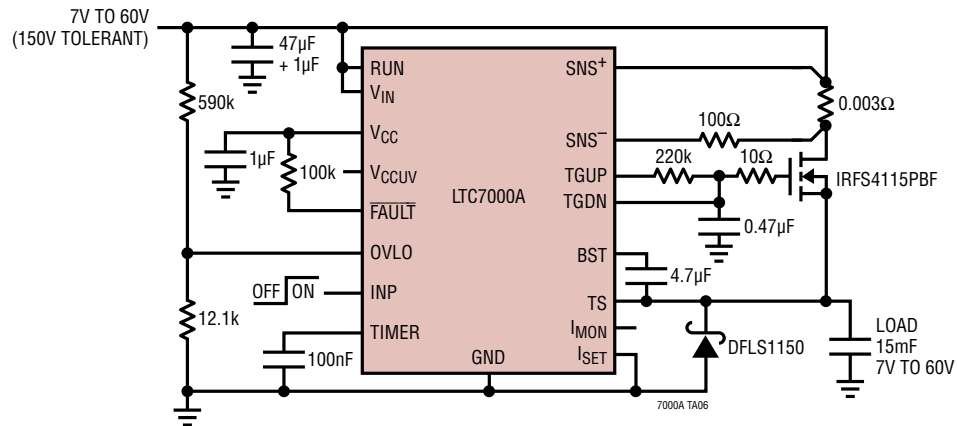 7V TO 60V
(150V TOLERANT)
47µF
+ 1µF
590k
RUN
VIN
VCC
1µF
100k
VCCUV
FAULT
OVLO
OFF ON
INP
12.1k
TIMER
100nF
GND
LTC7000A
SNS+
0.003Ω
100Ω
SNS−
220k
10Ω
TGUP
IRFS4115PBF
TGDN
0.47µF
BST
4.7µF
TS
IMON
ISET
DFLS1150
LOAD
15mF
7V TO 60V
7000A TA06